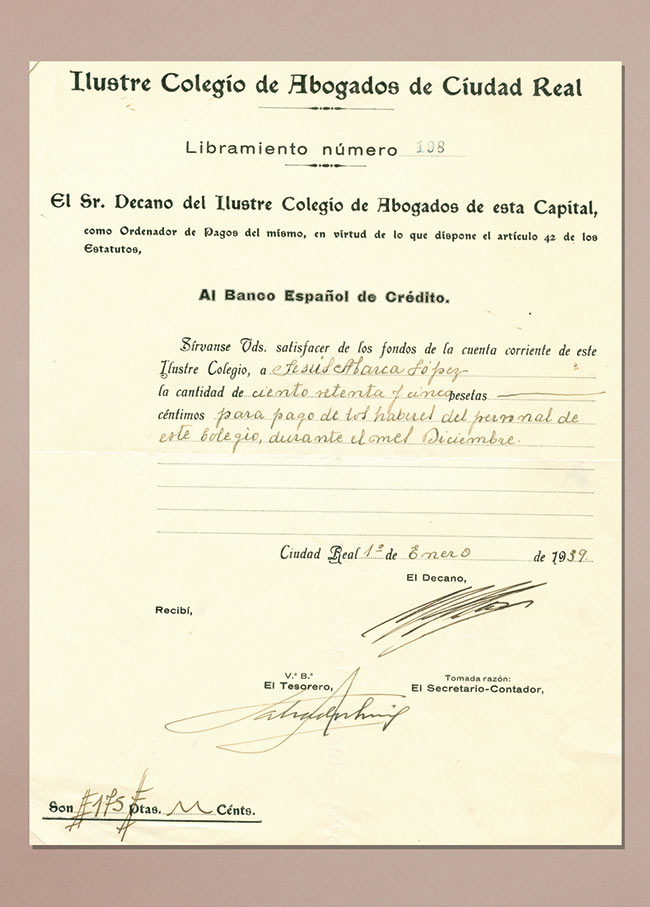 Ilustre Colegio de Abogados de Ciudad Real
Libramiento número 198
El Sr. Decano del Ilustre Colegio de Abogados de esta Capital,
como Ordenador de Pagos del mismo, en virtud de lo que dispone el artículo 42 de los
Estatutos,
Al Banco Español de Crédito.
Sírvanse Vds. satisfacer de los fondos de la cuenta corriente de este
Ilustre Colegio, a Jesús Abarca López
la cantidad de ciento setenta y cinco pesetas
céntimos para pago de los haberes del personal de
este Colegio, durante el mes Diciembre.
Ciudad Real 1º de Enero de 1939
El Decano,
Recibí,
V.º B.º
El Tesorero,
Tomada razón:
El Secretario-Contador,
Son #175# Ptas. Cénts.